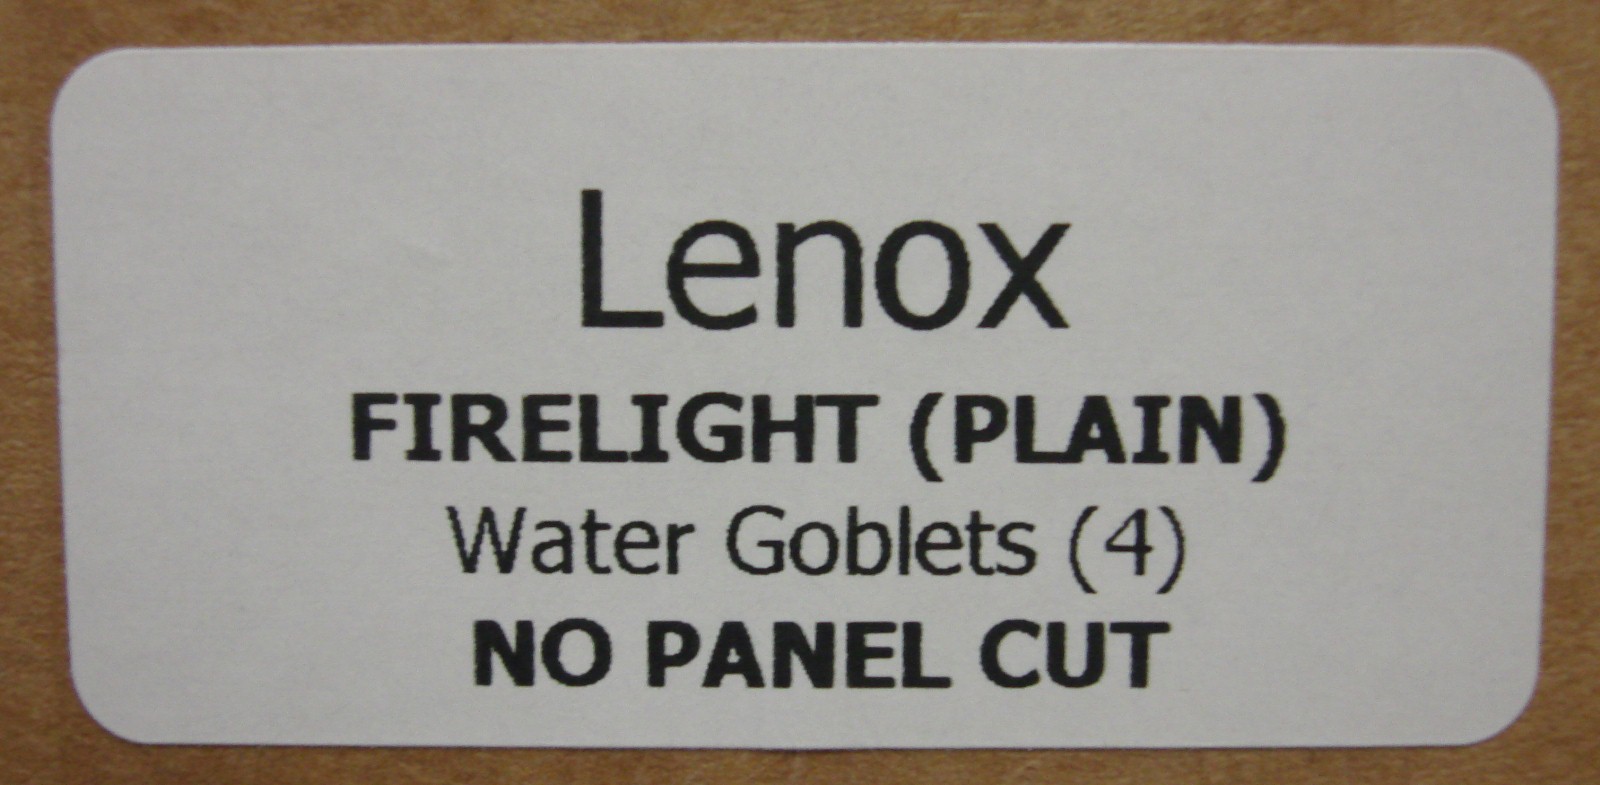 Lenox
FIRELIGHT (PLAIN)
Water Goblets (4)
NO PANEL CUT